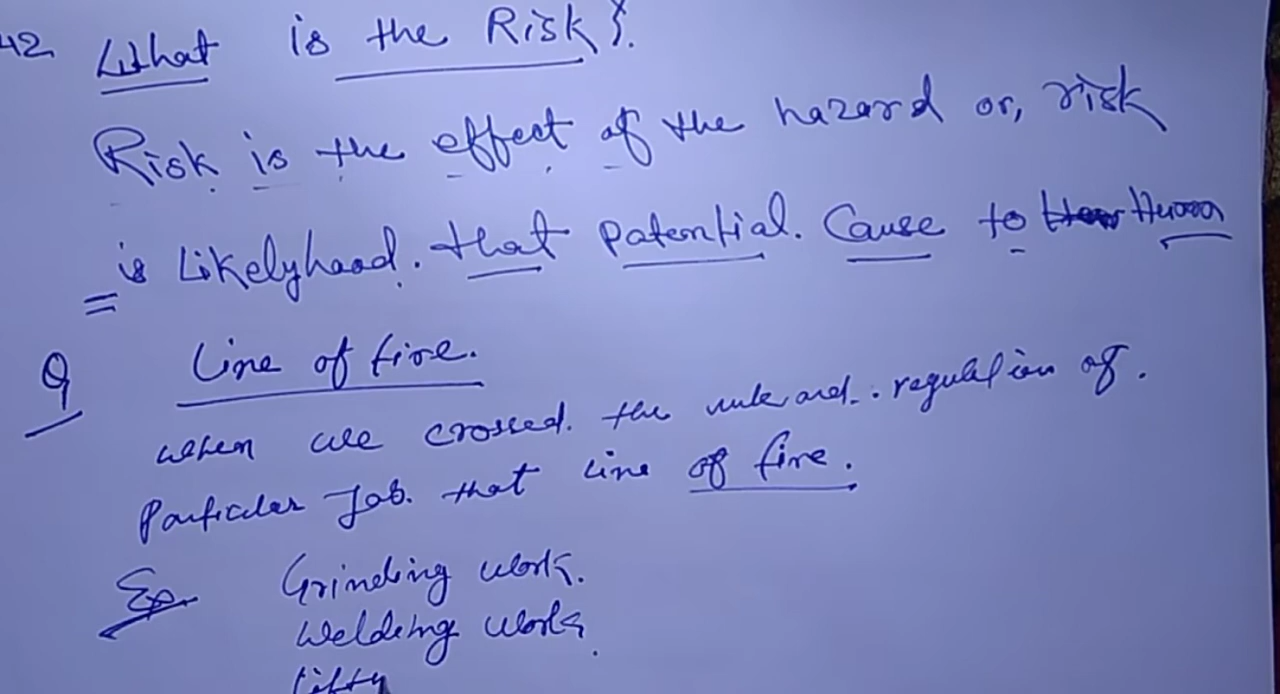 42 What is the Risk?
Risk is the effect of the hazard or, risk
is Likelyhood. that Patential. Cause to Human
Q Line of fire.
when we crossed. the rule and. regulation of.
Particular Job. that line of fire.
Ex. Grinding work.
Welding work.